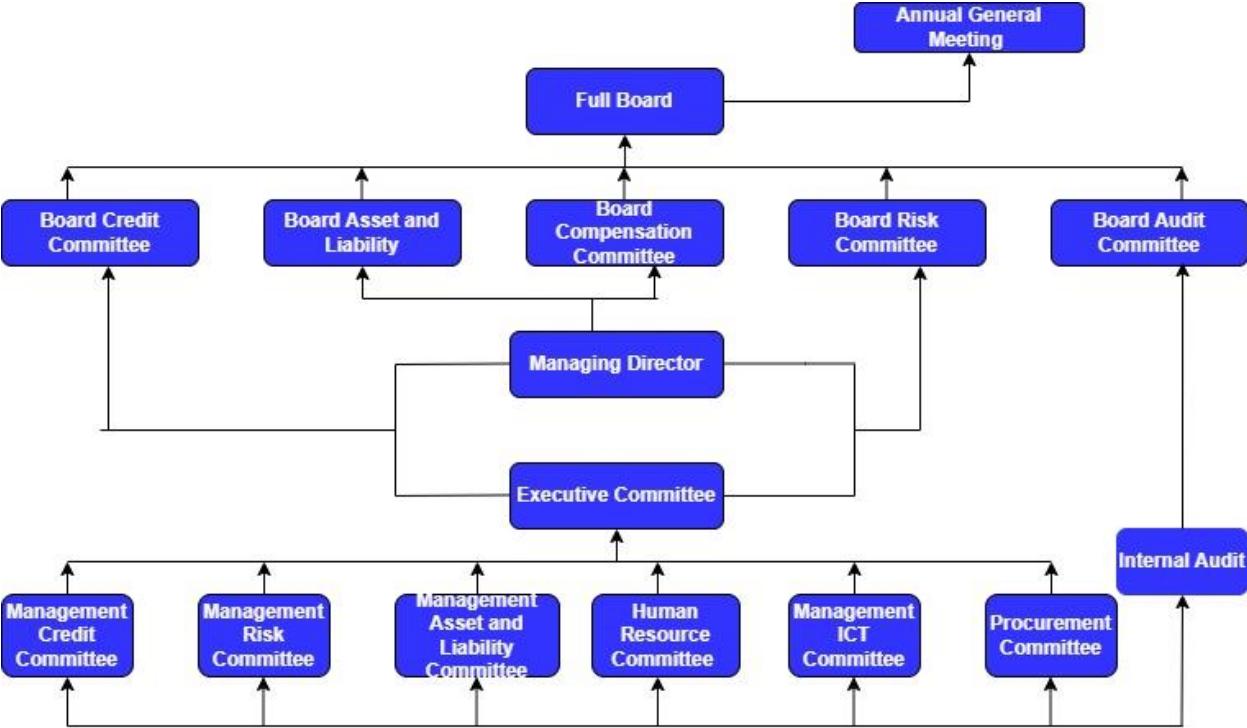 Annual General
Meeting
Full Board
Board Credit
Committee
Board Asset and
Liability
Board
Compensation
Committee
Board Risk
Committee
Board Audit
Committee
Managing Director
Executive Committee
Internal Audit
Management
Credit
Committee
Management
Risk
Committee
Management
Asset and
Liability
Committee
Human
Resource
Committee
Management
ICT
Committee
Procurement
Committee